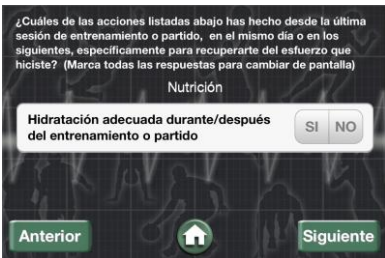 ¿Cuáles de las acciones listadas abajo has hecho desde la última
sesión de entrenamiento o partido,  en el mismo día o en los
siguientes, específicamente para recuperarte del esfuerzo que
hiciste?  (Marca todas las respuestas para cambiar de pantalla)
Nutrición
Hidratación adecuada durante/después
del entrenamiento o partido
SI NO
Anterior
Siguiente